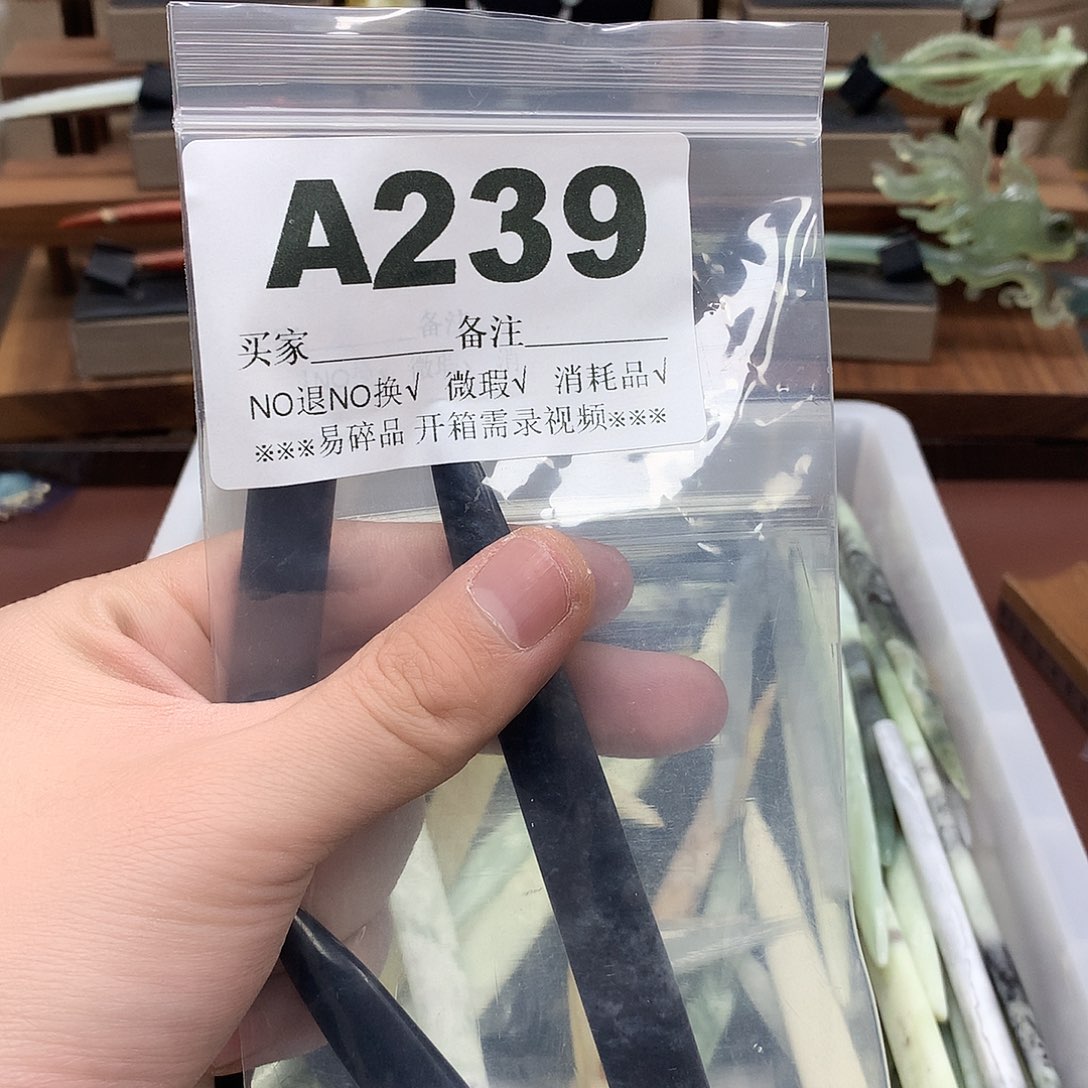 A239
买家_______备注_______
NO退NO换√ 微瑕√ 消耗品√
※※※易碎品 开箱需录视频※※※